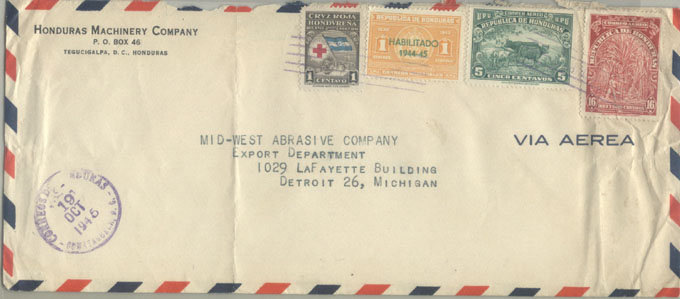 HONDURAS MACHINERY COMPANY
P. O. BOX 46
TEGUCIGALPA, D. C., HONDURAS
CRUZ ROJA
HONDUREÑA
1 CENTAVO 1
REPUBLICA DE HONDURAS
HABILITADO
1944-45
1 1
CORREO AEREO
REPUBLICA DE HONDURAS
5 5
CINCO CENTAVOS
REPUBLICA DE HONDURAS
16 16
MID-WEST ABRASIVE COMPANY
EXPORT DEPARTMENT
1029 LAFAYETTE BUILDING
DETROIT 26, MICHIGAN
VIA AEREA
CORREOS
HONDURAS
19
OCT